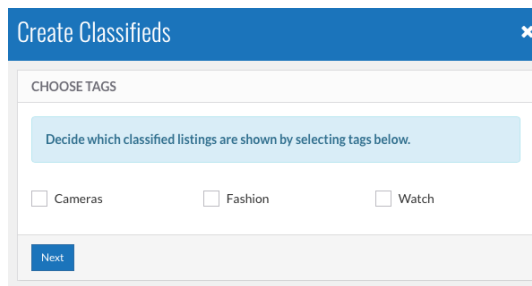 Create Classifieds
CHOOSE TAGS
Decide which classified listings are shown by selecting tags below.
Cameras Fashion Watch
Next